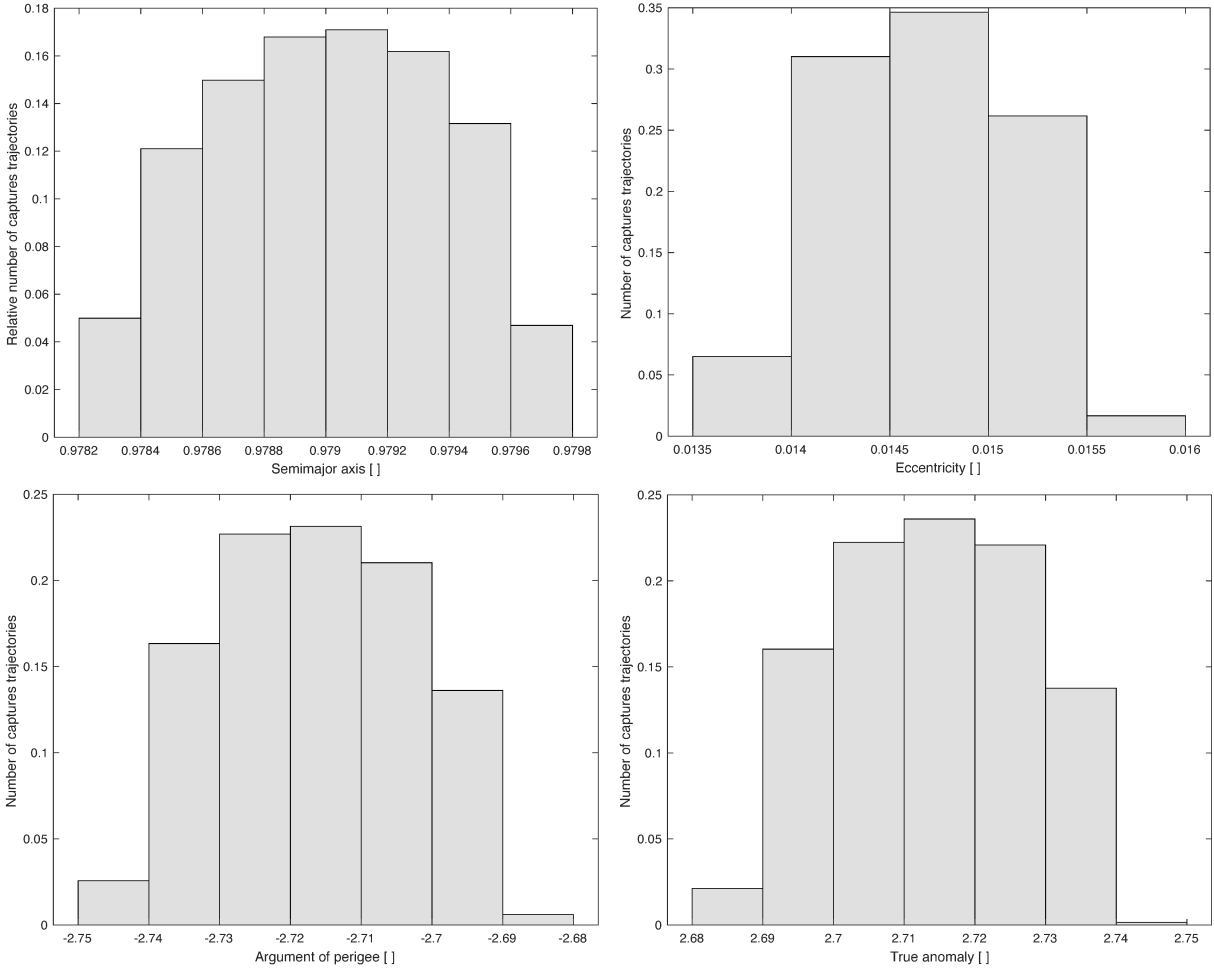 Relative number of captures trajectories
0.18
0.16
0.14
0.12
0.1
0.08
0.06
0.04
0.02
0
0.9782 0.9784 0.9786 0.9788 0.979 0.9792 0.9794 0.9796 0.9798
Semimajor axis [ ]
Number of captures trajectories
0.35
0.3
0.25
0.2
0.15
0.1
0.05
0
0.0135 0.014 0.0145 0.015 0.0155 0.016
Eccentricity [ ]
Number of captures trajectories
0.25
0.2
0.15
0.1
0.05
0
-2.75 -2.74 -2.73 -2.72 -2.71 -2.7 -2.69 -2.68
Argument of perigee [ ]
Number of captures trajectories
0.25
0.2
0.15
0.1
0.05
0
2.68 2.69 2.7 2.71 2.72 2.73 2.74 2.75
True anomaly [ ]